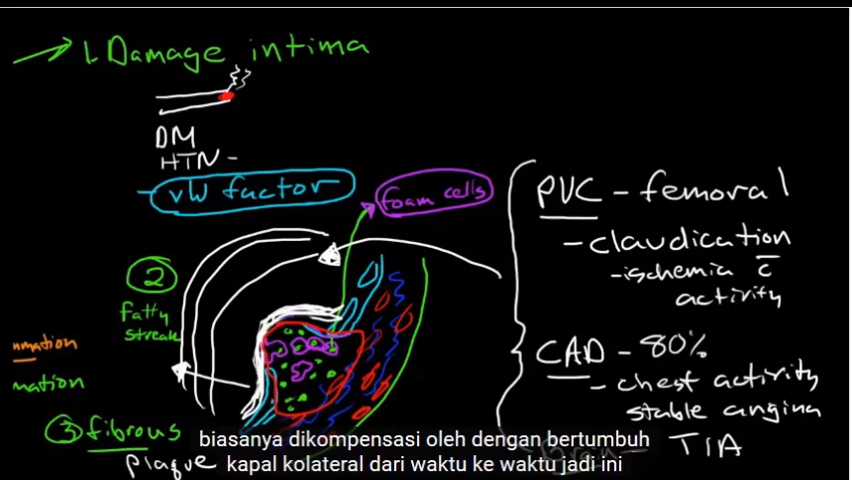 1. Damage intima
DM
HTN -
- vW factor
foam cells
2
fatty
streak
mmation
mation
3 fibrous
plaque
PVC - femoral
- claudication
- ischemia c̄
activity
CAD - 80%
- chest activity
stable angina
- TIA
biasanya dikompensasi oleh dengan bertumbuh
kapal kolateral dari waktu ke waktu jadi ini